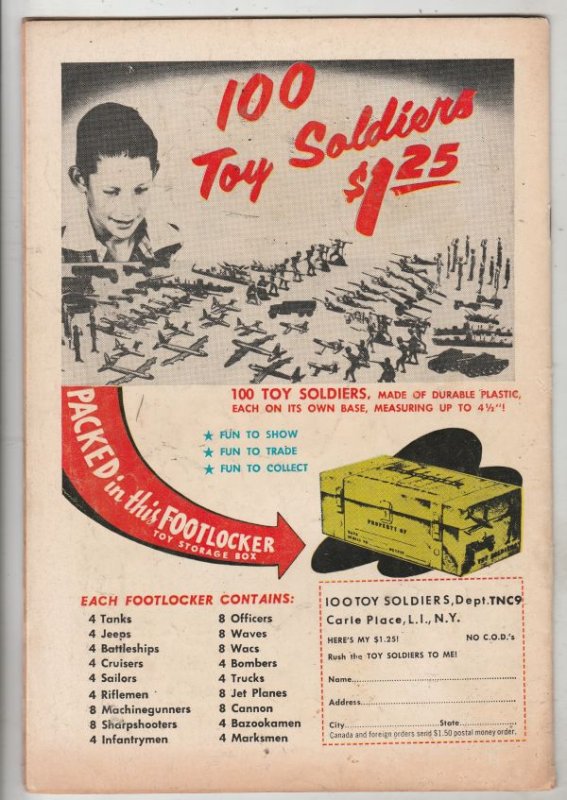 100
Toy Soldiers
$1.25
100 TOY SOLDIERS, MADE OF DURABLE PLASTIC,
EACH ON ITS OWN BASE, MEASURING UP TO 4½"!
★ FUN TO SHOW
★ FUN TO TRADE
★ FUN TO COLLECT
PACKED in this FOOTLOCKER
TOY STORAGE BOX
PROPERTY OF
TOY SOLDIERS
EACH FOOTLOCKER CONTAINS:
4 Tanks
4 Jeeps
4 Battleships
4 Cruisers
4 Sailors
4 Riflemen
8 Machinegunners
8 Sharpshooters
4 Infantrymen
8 Officers
8 Waves
8 Wacs
4 Bombers
4 Trucks
8 Jet Planes
8 Cannon
4 Bazookamen
4 Marksmen
100 TOY SOLDIERS, Dept. TNC9
Carle Place, L.I., N.Y.
HERE'S MY $1.25! NO C.O.D.'s
Rush the TOY SOLDIERS TO ME!
Name
Address
City State
Canada and foreign orders send $1.50 postal money order.